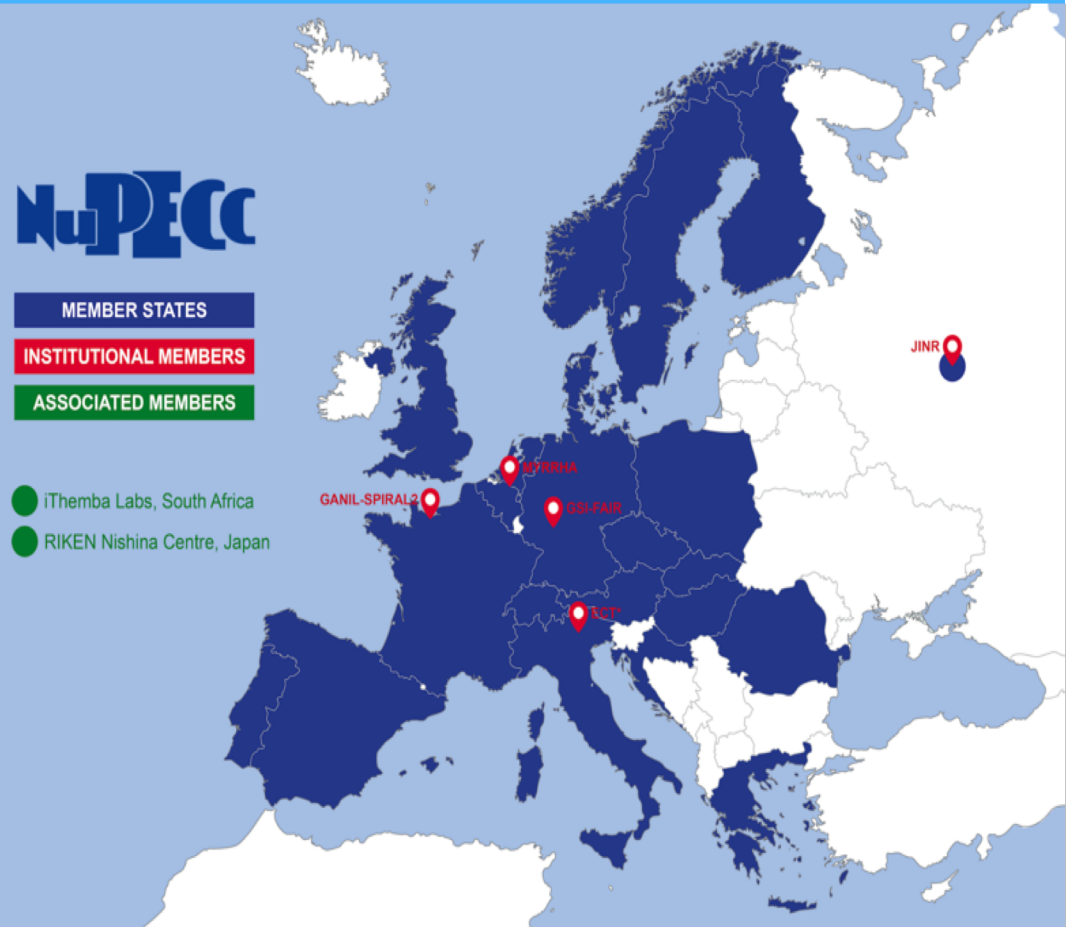 NuPECC
MEMBER STATES
INSTITUTIONAL MEMBERS
ASSOCIATED MEMBERS
iThemba Labs, South Africa
RIKEN Nishina Centre, Japan
JINR
MYRRHA
GANIL-SPIRAL2
GSI-FAIR
ECT*